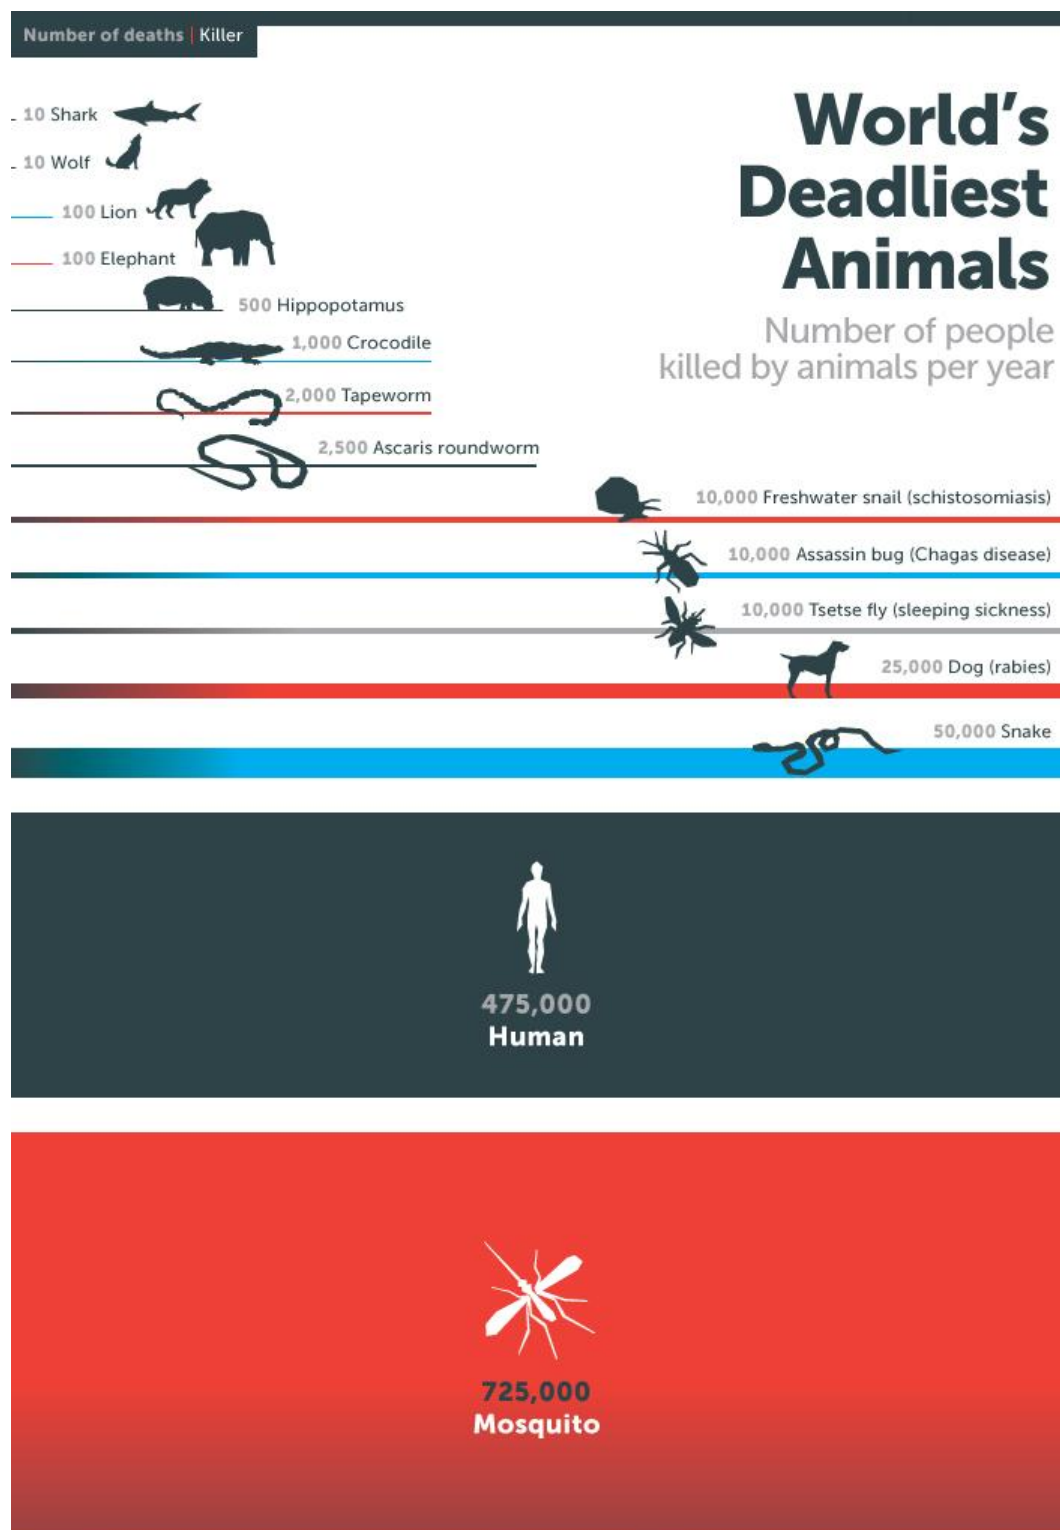 Number of deaths | Killer
World's
Deadliest
Animals
Number of people
killed by animals per year
10 Shark
10 Wolf
100 Lion
100 Elephant
500 Hippopotamus
1,000 Crocodile
2,000 Tapeworm
2,500 Ascaris roundworm
10,000 Freshwater snail (schistosomiasis)
10,000 Assassin bug (Chagas disease)
10,000 Tsetse fly (sleeping sickness)
25,000 Dog (rabies)
50,000 Snake
475,000
Human
725,000
Mosquito